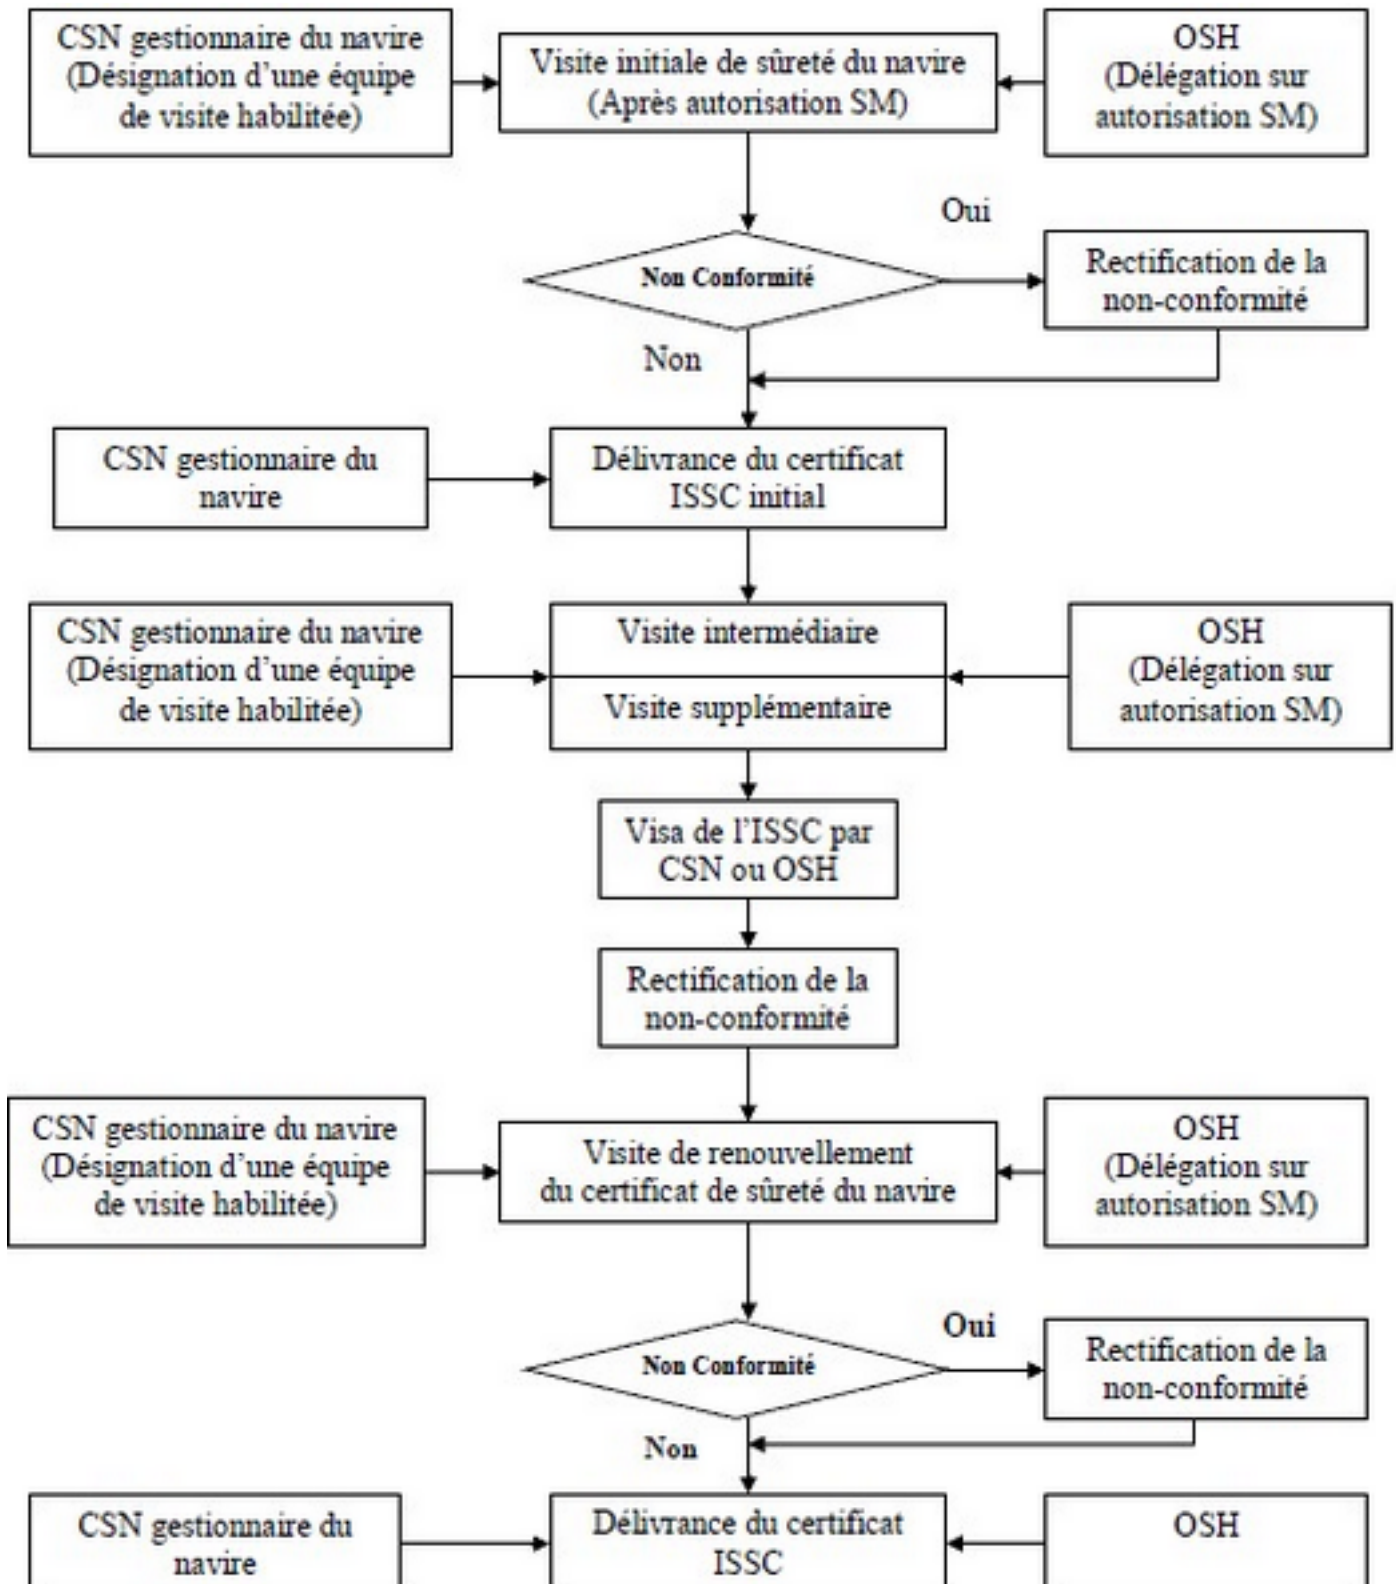 CSN gestionnaire du navire
(Désignation d'une équipe
de visite habilitée)
Visite initiale de sûreté du navire
(Après autorisation SM)
OSH
(Délégation sur
autorisation SM)
Oui
Non Conformité
Rectification de la
non-conformité
Non
CSN gestionnaire du
navire
Délivrance du certificat
ISSC initial
CSN gestionnaire du navire
(Désignation d'une équipe
de visite habilitée)
Visite intermédiaire
Visite supplémentaire
OSH
(Délégation sur
autorisation SM)
Visa de l'ISSC par
CSN ou OSH
Rectification de la
non-conformité
CSN gestionnaire du navire
(Désignation d'une équipe
de visite habilitée)
Visite de renouvellement
du certificat de sûreté du navire
OSH
(Délégation sur
autorisation SM)
Oui
Non Conformité
Rectification de la
non-conformité
Non
CSN gestionnaire du
navire
Délivrance du certificat
ISSC
OSH